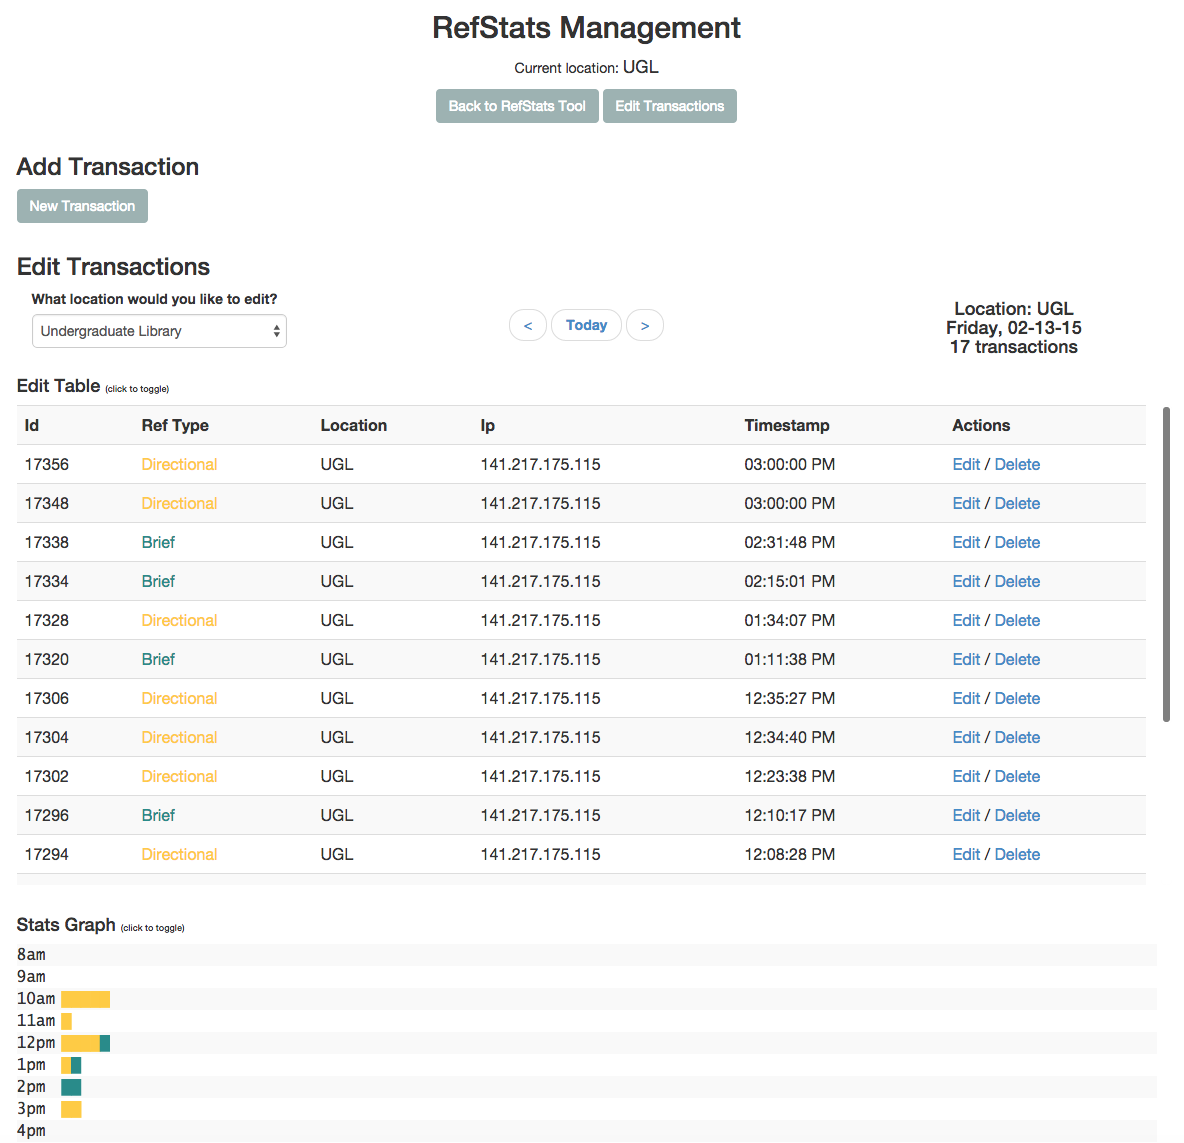 RefStats Management
Current location: UGL
Back to RefStats Tool Edit Transactions
Add Transaction
New Transaction
Edit Transactions
What location would you like to edit?
Undergraduate Library
< Today >
Location: UGL
Friday, 02-13-15
17 transactions
Edit Table (click to toggle)
Id Ref Type Location Ip Timestamp Actions
17356 Directional UGL 141.217.175.115 03:00:00 PM Edit / Delete
17348 Directional UGL 141.217.175.115 03:00:00 PM Edit / Delete
17338 Brief UGL 141.217.175.115 02:31:48 PM Edit / Delete
17334 Brief UGL 141.217.175.115 02:15:01 PM Edit / Delete
17328 Directional UGL 141.217.175.115 01:34:07 PM Edit / Delete
17320 Brief UGL 141.217.175.115 01:11:38 PM Edit / Delete
17306 Directional UGL 141.217.175.115 12:35:27 PM Edit / Delete
17304 Directional UGL 141.217.175.115 12:34:40 PM Edit / Delete
17302 Directional UGL 141.217.175.115 12:23:38 PM Edit / Delete
17296 Brief UGL 141.217.175.115 12:10:17 PM Edit / Delete
17294 Directional UGL 141.217.175.115 12:08:28 PM Edit / Delete
Stats Graph (click to toggle)
8am
9am
10am
11am
12pm
1pm
2pm
3pm
4pm